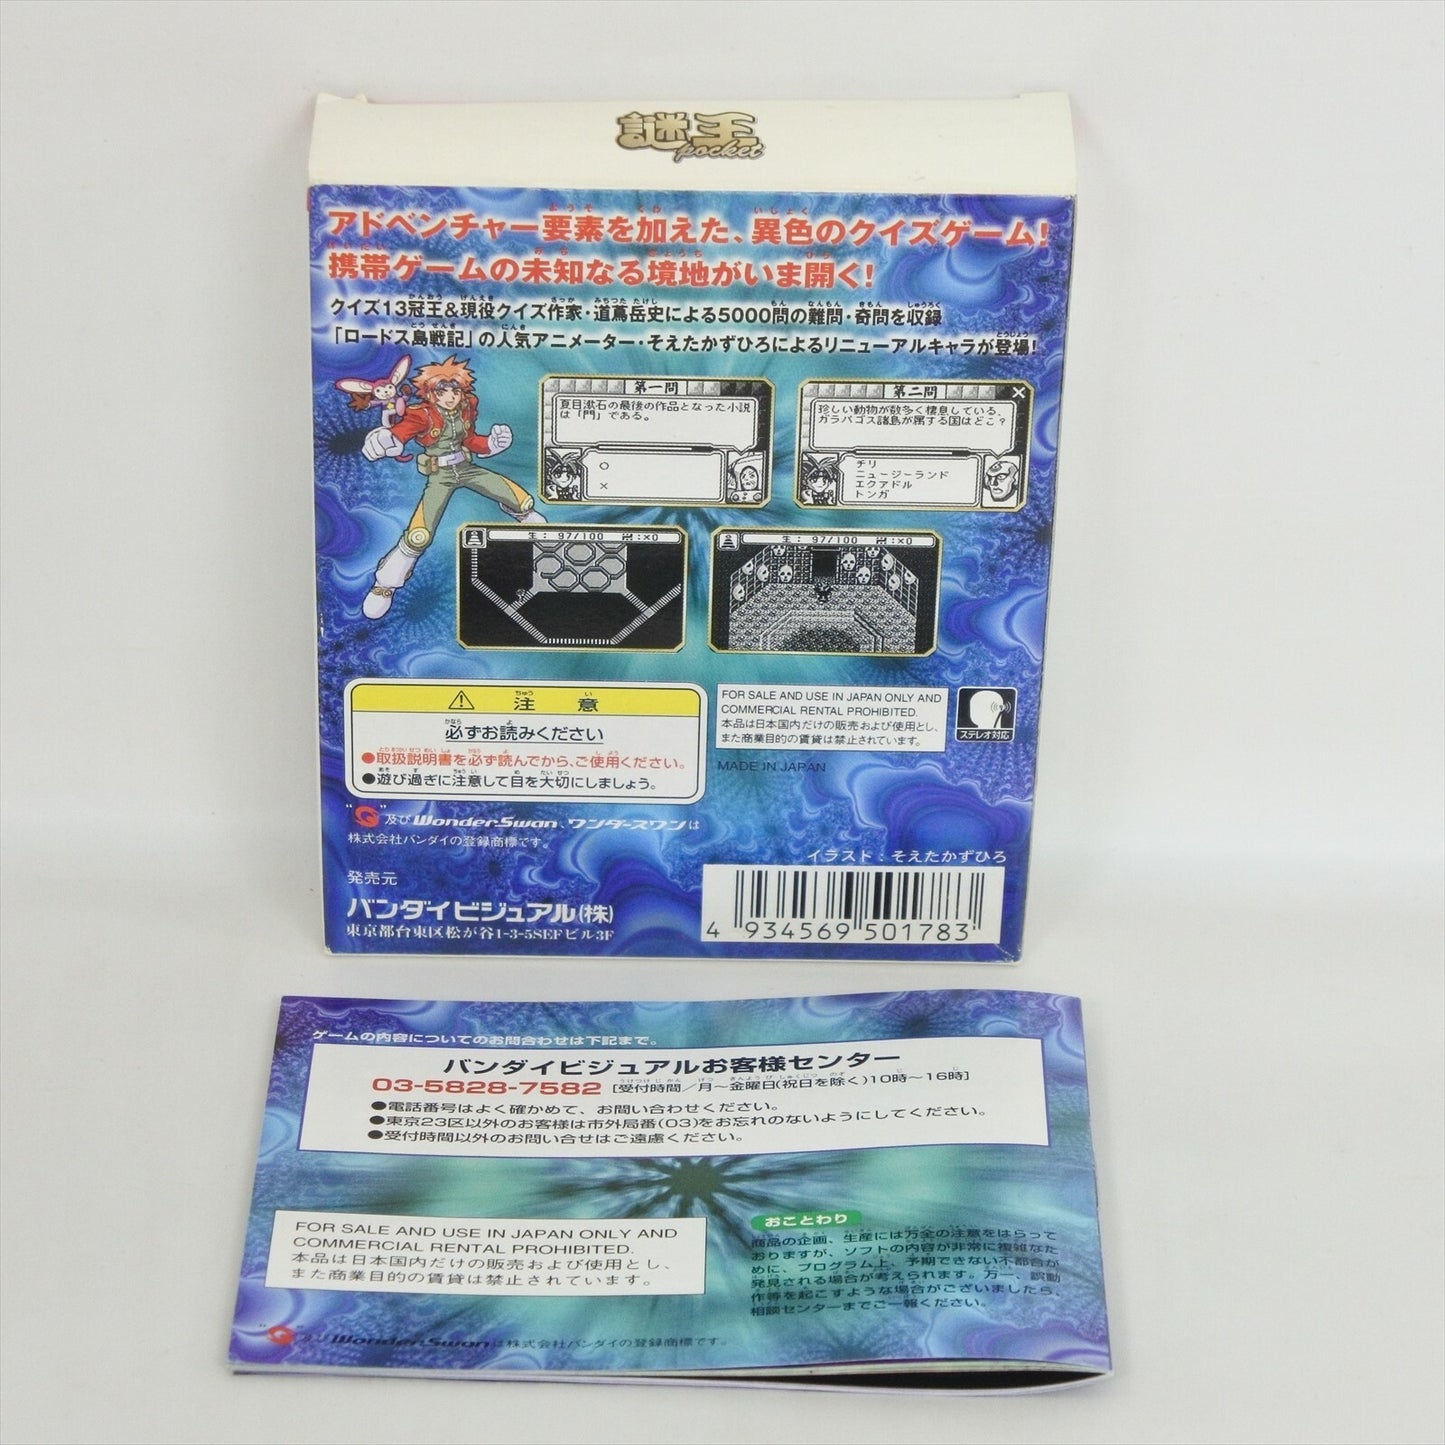 謎王
pocket
アドベンチャー要素を加えた、異色のクイズゲーム!
携帯ゲームの未知なる境地がいま開く!
クイズ13冠王&現役クイズ作家・道蔦岳史による5000問の難問・奇問を収録
「ロードス島戦記」の人気アニメーター・そえたかずひろによるリニューアルキャラが登場!
第一問
夏目漱石の最後の作品となった小説
は「門」である。
○
×
第二問
珍しい動物が数多く棲息している、
ガラパゴス諸島が属する国はどこ?
チリ
ニュージーランド
エクアドル
トンガ
生: 97/100 :×0
生: 97/100 :×0
注意
必ずお読みください
●取扱説明書を必ず読んでから、ご使用ください。
●遊び過ぎに注意して目を大切にしましょう。
FOR SALE AND USE IN JAPAN ONLY AND
COMMERCIAL RENTAL PROHIBITED.
本品は日本国内だけの販売および使用とし、
また商業目的の賃貸は禁止されています。
ステレオ対応
MADE IN JAPAN
"G"及びWonderSwan、ワンダースワンは
株式会社バンダイの登録商標です。
イラスト:そえたかずひろ
発売元
バンダイビジュアル(株)
東京都台東区松が谷1-3-5SEFビル3F
4 934569 501783
ゲームの内容についてのお問合わせは下記まで。
バンダイビジュアルお客様センター
03-5828-7582 [受付時間/月～金曜日(祝日を除く)10時～16時]
●電話番号はよく確かめて、お問い合わせください。
●東京23区以外のお客様は市外局番(03)をお忘れのないようにしてください。
●受付時間以外のお問い合せはご遠慮ください。
FOR SALE AND USE IN JAPAN ONLY AND
COMMERCIAL RENTAL PROHIBITED.
本品は日本国内だけの販売および使用とし、
また商業目的の賃貸は禁止されています。
おことわり
商品の企画、生産には万全の注意をはらって
おりますが、ソフトの内容が非常に複雑なた
めに、プログラム上、予期できない不都合が
発見される場合が考えられます。万一、誤動
作等を起こすような場合がございましたら、
相談センターまでご一報ください。
"G"及びWonderSwanは株式会社バンダイの登録商標です。